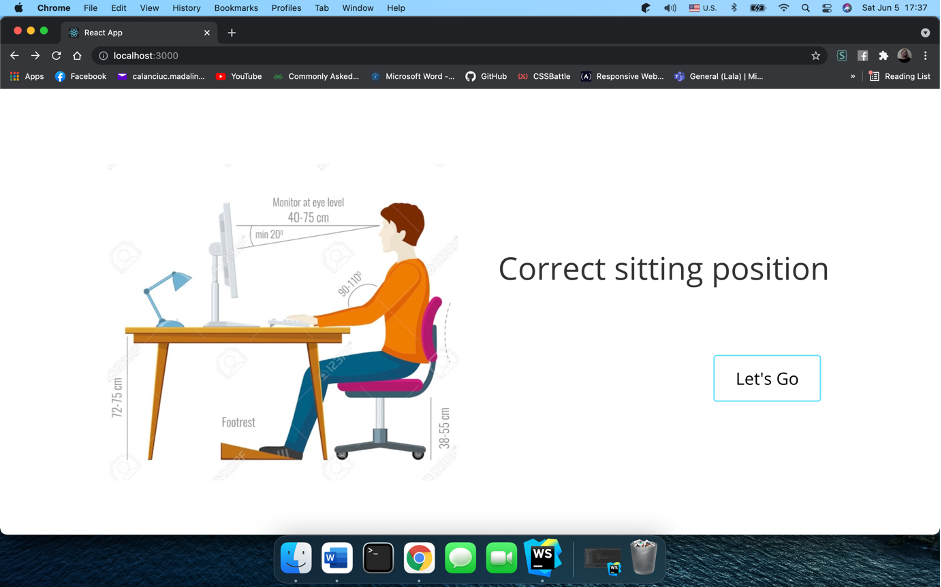 Chrome File Edit View History Bookmarks Profiles Tab Window Help U.S. Sat Jun 5 17:37
React App
localhost:3000
Apps Facebook calanciuc.madalin... YouTube Commonly Asked... Microsoft Word -... GitHub CSSBattle Responsive Web... General (Lala) | Mi... » Reading List
Monitor at eye level
40-75 cm
min 20⁰
90-110⁰
Correct sitting position
Let's Go
72-75 cm
Footrest
38-55 cm
W
>_
WS
WS